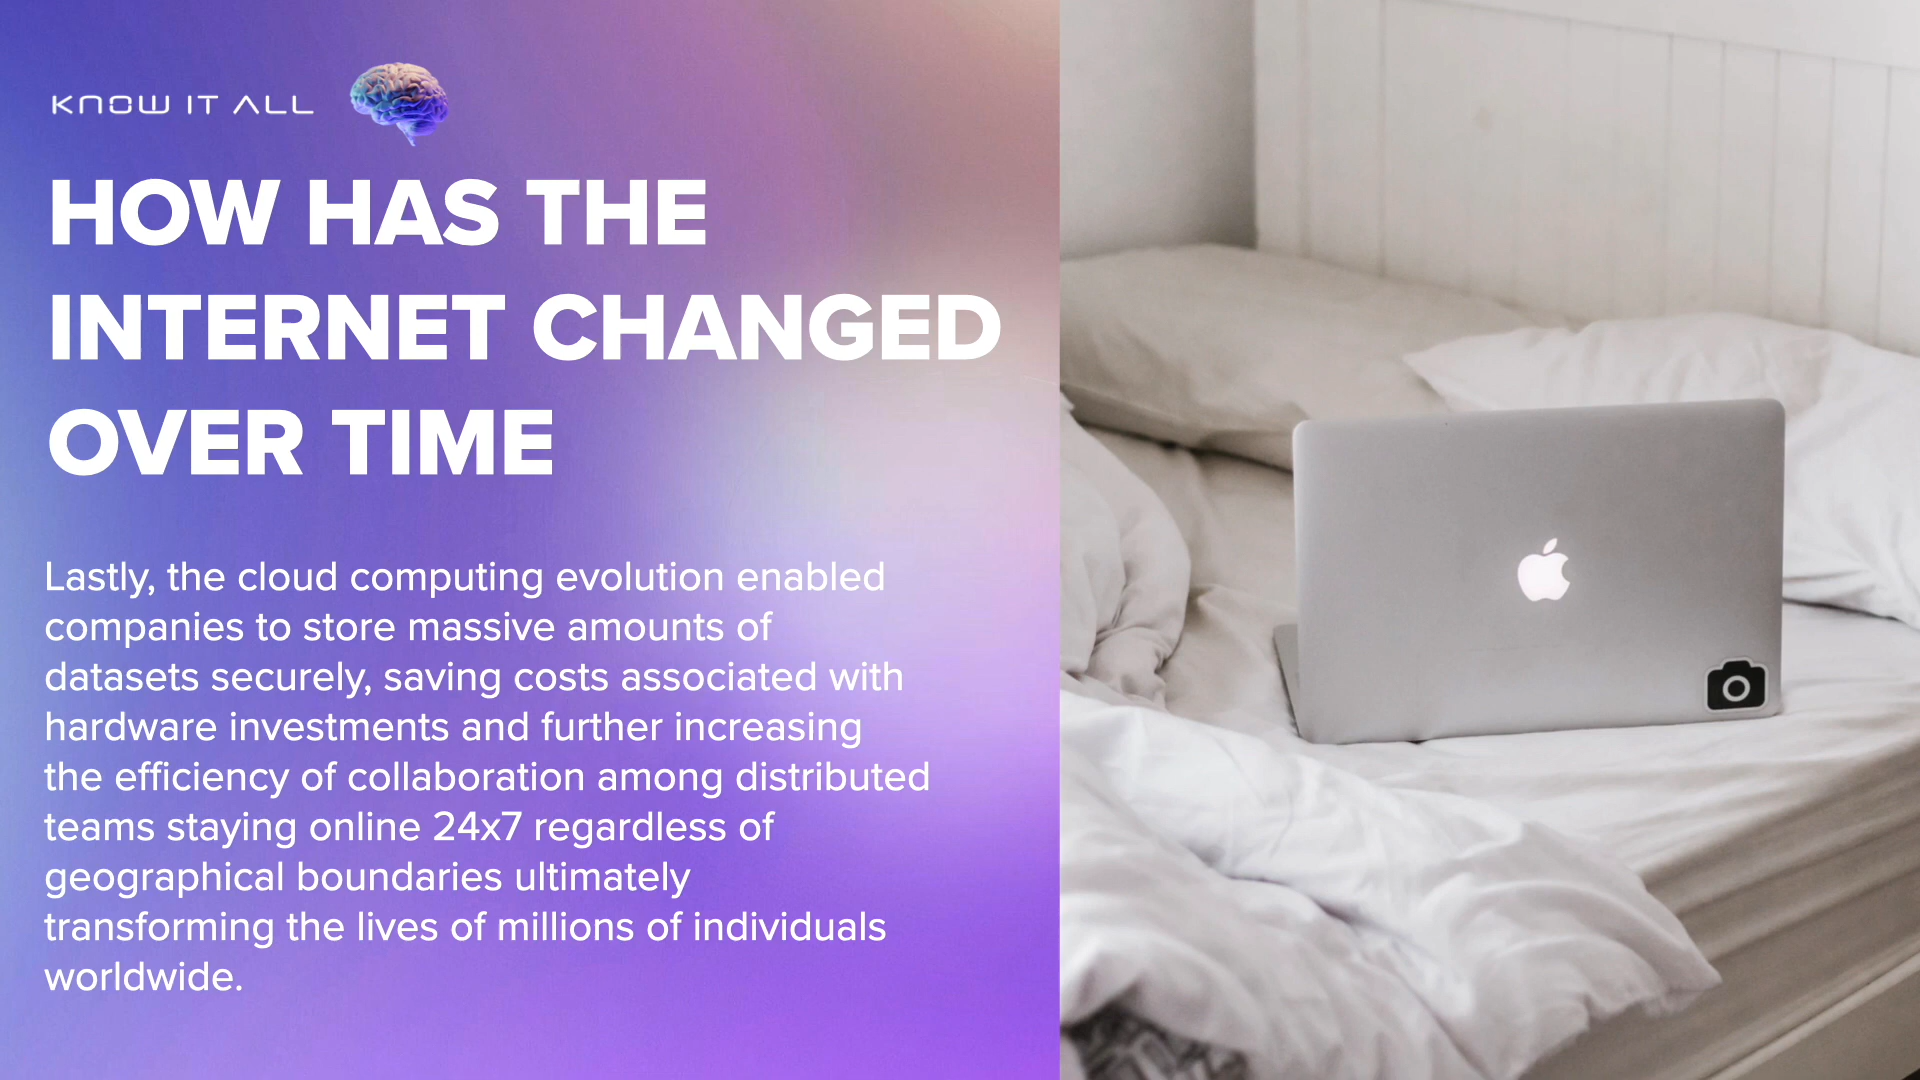 KNOW IT ALL
HOW HAS THE
INTERNET CHANGED
OVER TIME
Lastly, the cloud computing evolution enabled
companies to store massive amounts of
datasets securely, saving costs associated with
hardware investments and further increasing
the efficiency of collaboration among distributed
teams staying online 24x7 regardless of
geographical boundaries ultimately
transforming the lives of millions of individuals
worldwide.